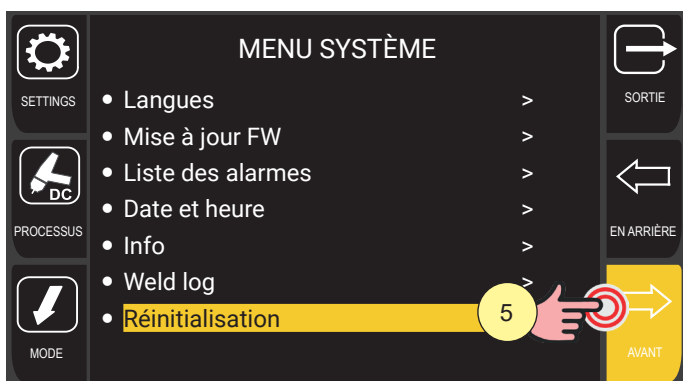 MENU SYSTÈME
SETTINGS
PROCESSUS
DC
MODE
• Langues >
• Mise à jour FW >
• Liste des alarmes >
• Date et heure >
• Info >
• Weld log >
• Réinitialisation
5
SORTIE
EN ARRIÈRE
AVANT